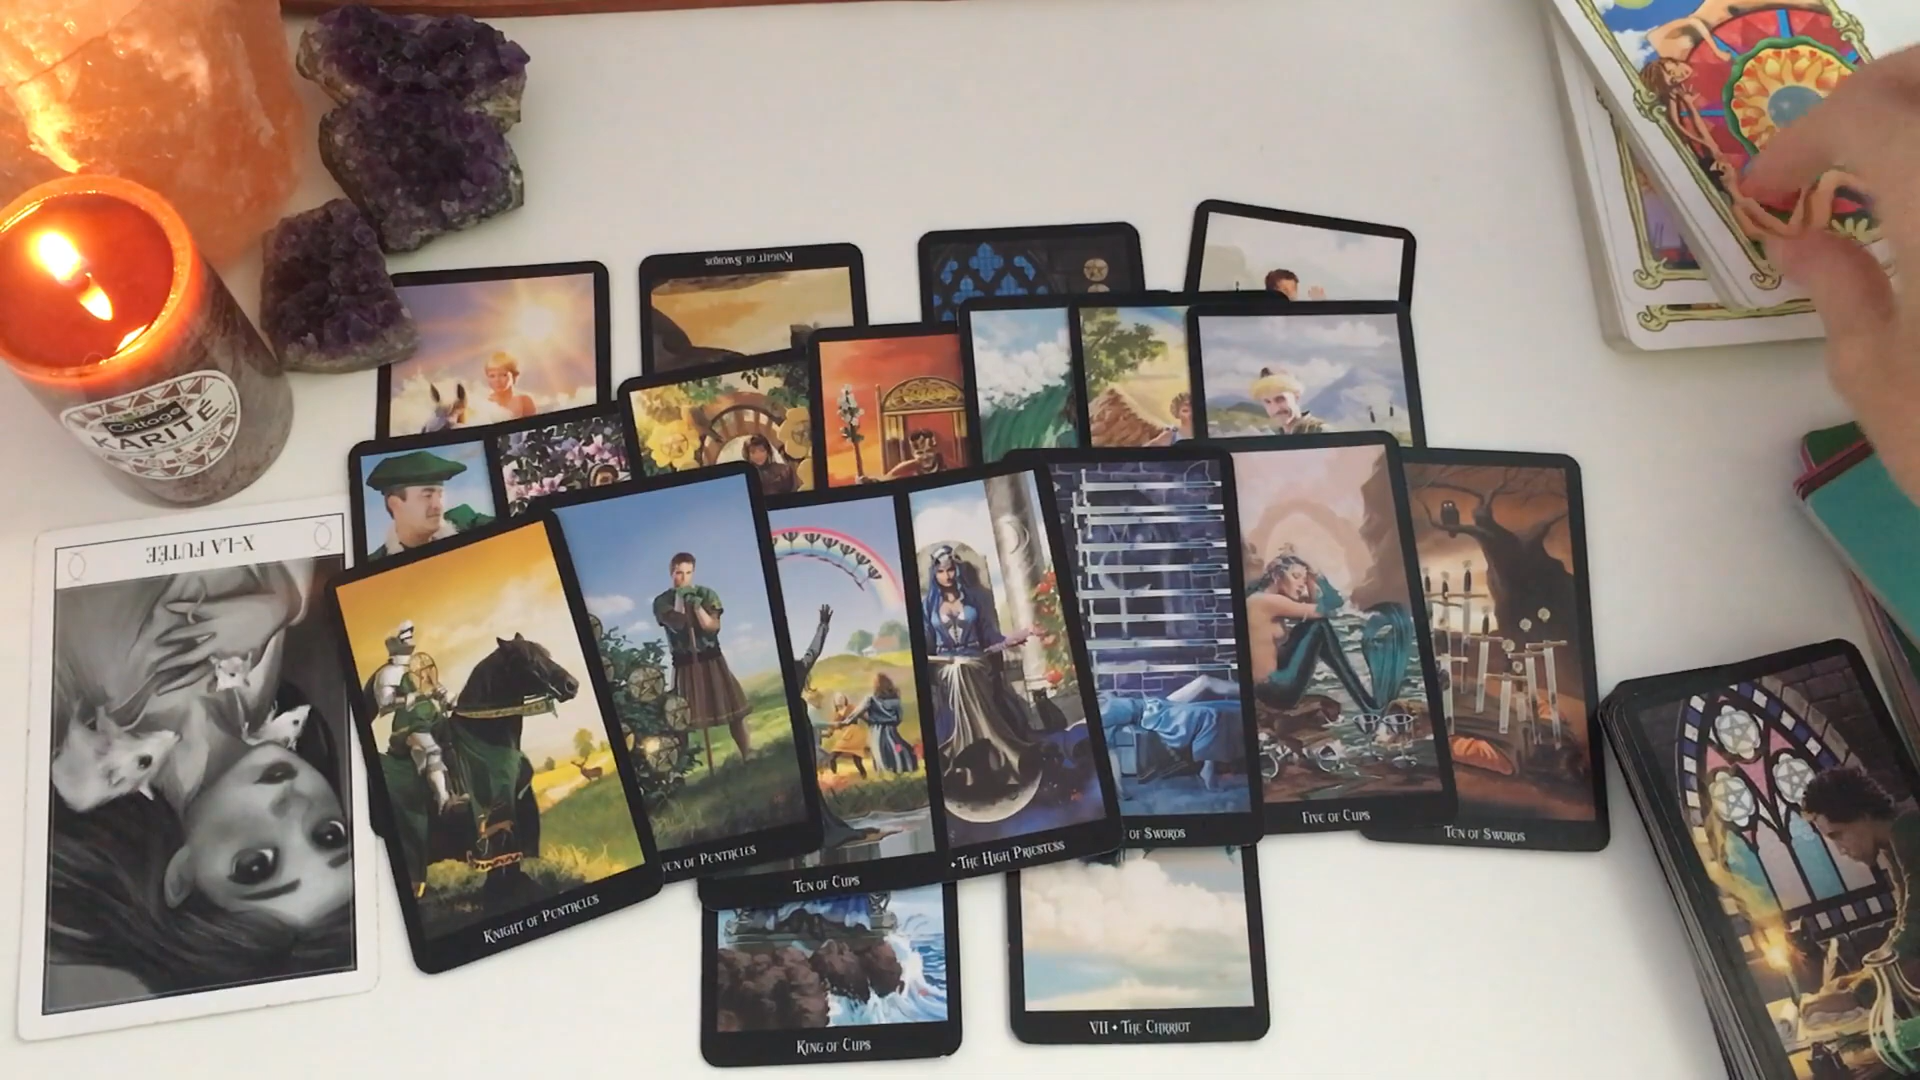 KNIGHT OF SWORDS
Cottage
KARITÉ
X-LA FUTÉE
KNIGHT OF PENTACLES
EN OF PENTACLES
TEN OF CUPS
THE HIGH PRIESTESS
OF SWORDS
FIVE OF CUPS
TEN OF SWORDS
KING OF CUPS
VII • THE CHARIOT